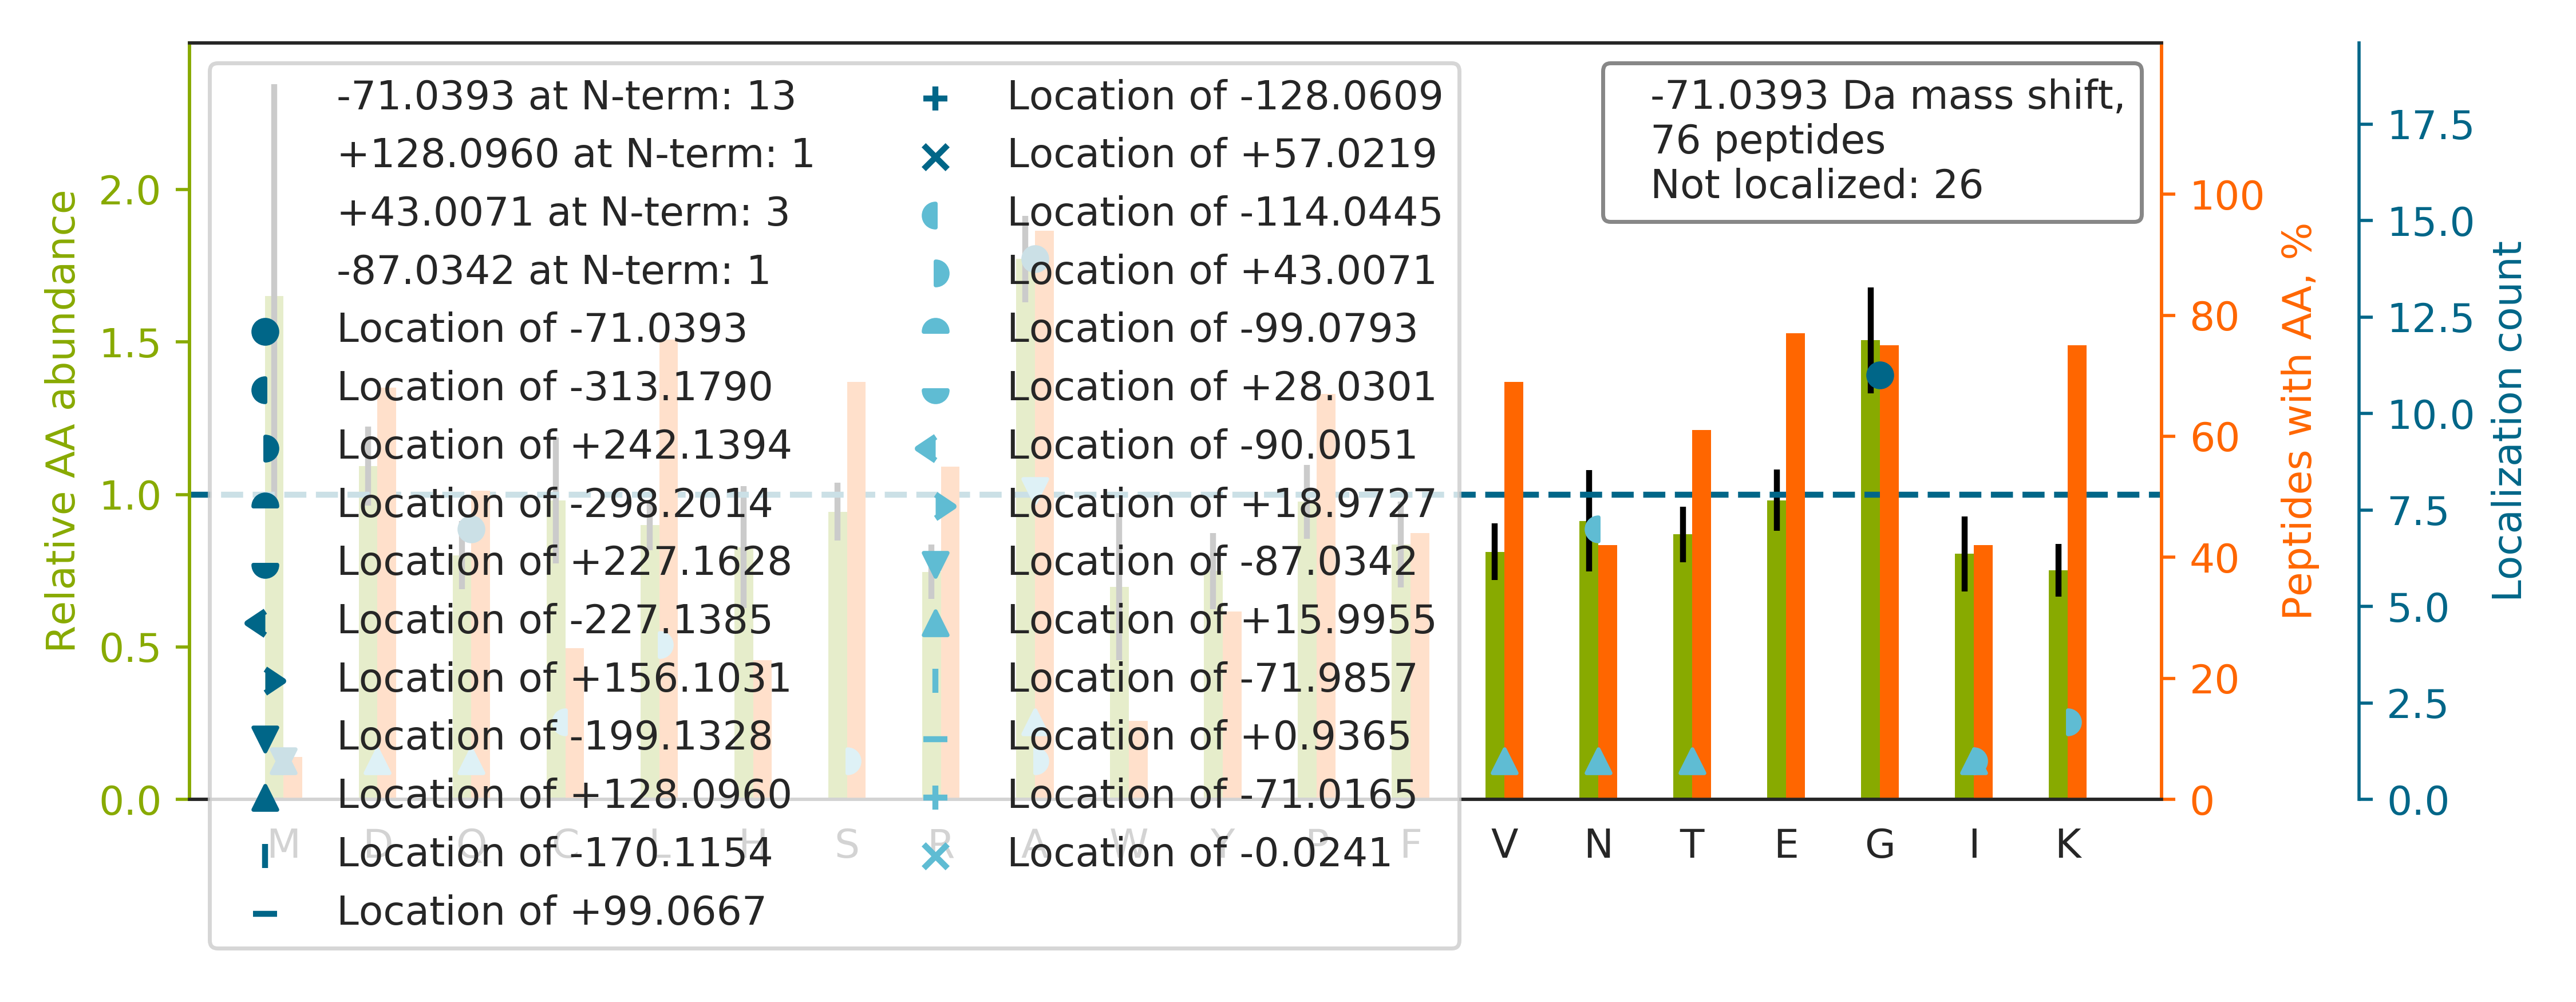 -71.0393 at N-term: 13
+128.0960 at N-term: 1
+43.0071 at N-term: 3
-87.0342 at N-term: 1
Location of -71.0393
Location of -313.1790
Location of +242.1394
Location of -298.2014
Location of +227.1628
Location of -227.1385
Location of +156.1031
Location of -199.1328
Location of +128.0960
Location of -170.1154
Location of +99.0667
Location of -128.0609
Location of +57.0219
Location of -114.0445
Location of +43.0071
Location of -99.0793
Location of +28.0301
Location of -90.0051
Location of +18.9727
Location of -87.0342
Location of +15.9955
Location of -71.9857
Location of +0.9365
Location of -71.0165
Location of -0.0241
-71.0393 Da mass shift,
76 peptides
Not localized: 26
Relative AA abundance
2.0
1.5
1.0
0.5
0.0
M D Q C L H S R A W Y P F V N T E G I K
100
80
60
40
20
0
Peptides with AA, %
17.5
15.0
12.5
10.0
7.5
5.0
2.5
0.0
Localization count